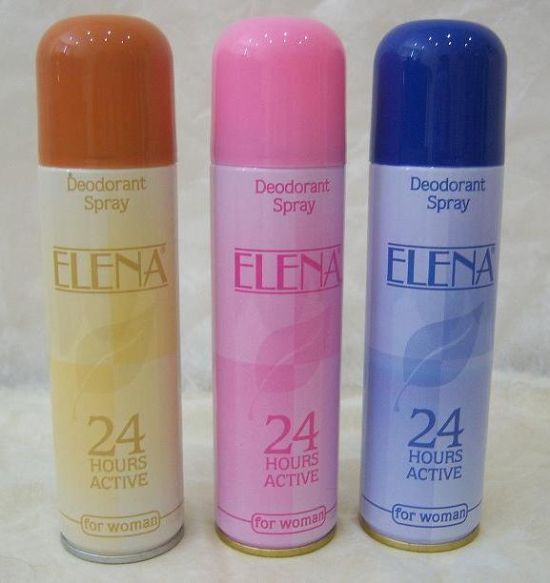 Deodorant
Spray
ELENA®
24
HOURS
ACTIVE
for woman
Deodorant
Spray
ELENA®
24
HOURS
ACTIVE
for woman
Deodorant
Spray
ELENA®
24
HOURS
ACTIVE
for woman